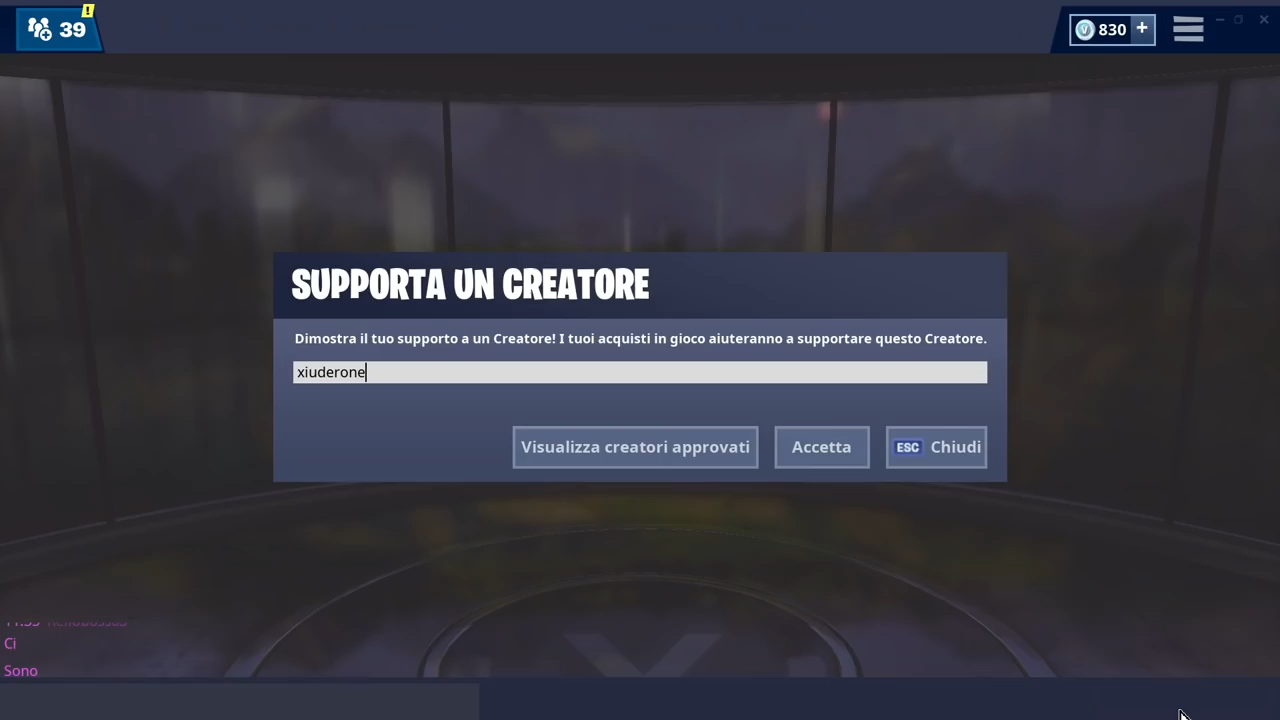 !
39
830 +
SUPPORTA UN CREATORE
Dimostra il tuo supporto a un Creatore! I tuoi acquisti in gioco aiuteranno a supportare questo Creatore.
xiuderone
Visualizza creatori approvati
Accetta
ESC Chiudi
Ci
Sono